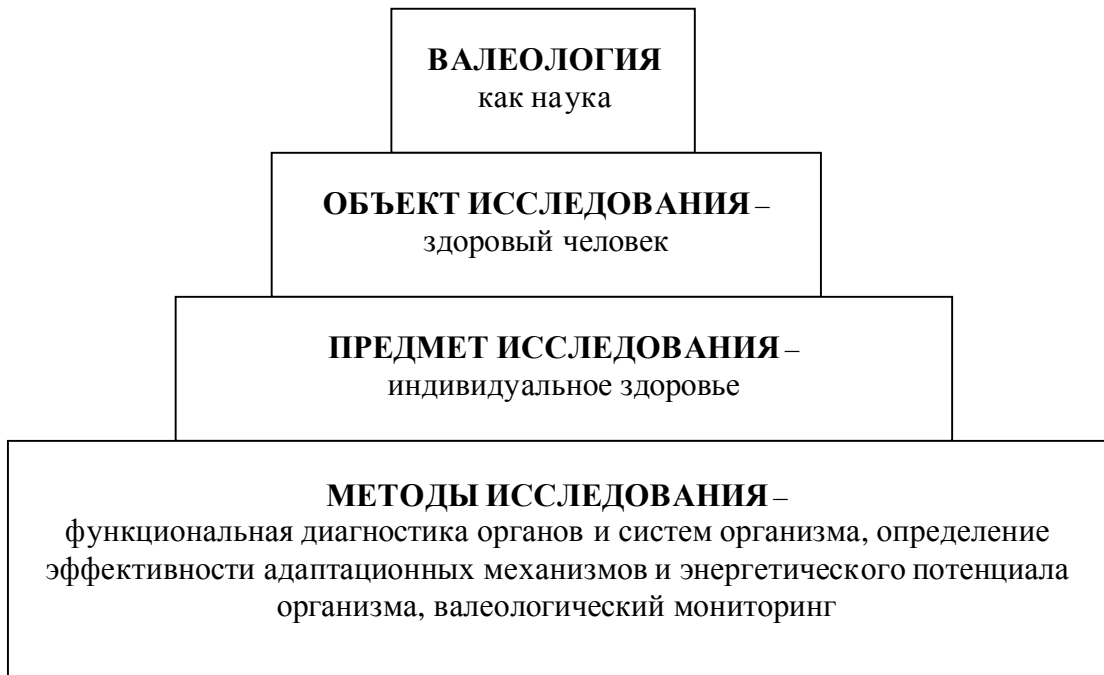 ВАЛЕОЛОГИЯ
как наука
ОБЪЕКТ ИССЛЕДОВАНИЯ –
здоровый человек
ПРЕДМЕТ ИССЛЕДОВАНИЯ –
индивидуальное здоровье
МЕТОДЫ ИССЛЕДОВАНИЯ –
функциональная диагностика органов и систем организма, определение
эффективности адаптационных механизмов и энергетического потенциала
организма, валеологический мониторинг